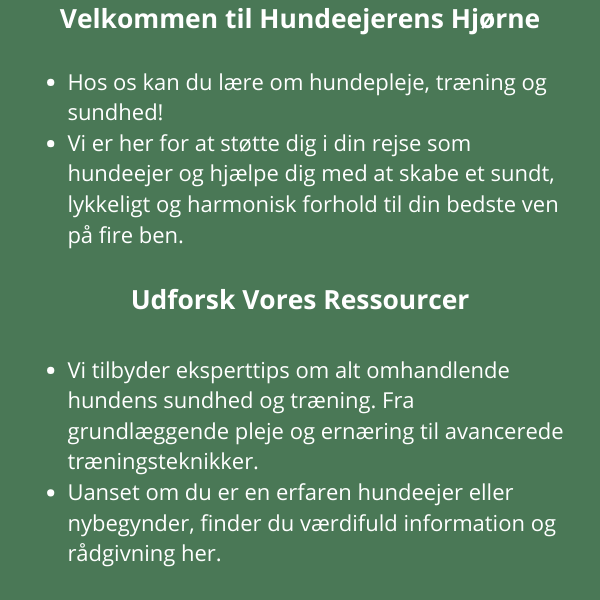 Velkommen til Hundeejerens Hjørne
• Hos os kan du lære om hundepleje, træning og
sundhed!
• Vi er her for at støtte dig i din rejse som
hundeejer og hjælpe dig med at skabe et sundt,
lykkeligt og harmonisk forhold til din bedste ven
på fire ben.
Udforsk Vores Ressourcer
• Vi tilbyder eksperttips om alt omhandlende
hundens sundhed og træning. Fra
grundlæggende pleje og ernæring til avancerede
træningsteknikker.
• Uanset om du er en erfaren hundeejer eller
nybegynder, finder du værdifuld information og
rådgivning her.